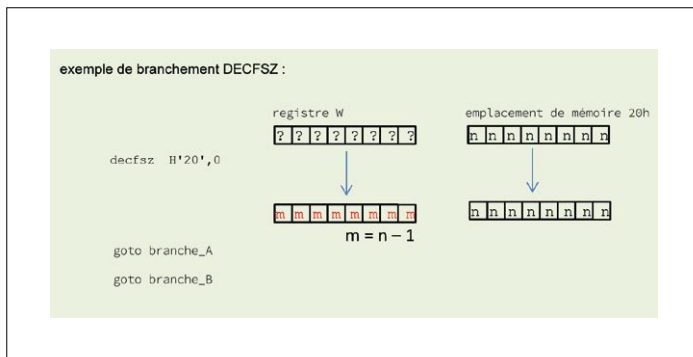 exemple de branchement DECFSZ :
registre W
emplacement de mémoire 20h
? ? ? ? ? ? ? ?
n n n n n n n n
decfsz H'20',0
m m m m m m m m
n n n n n n n n
m = n – 1
goto branche_A
goto branche_B